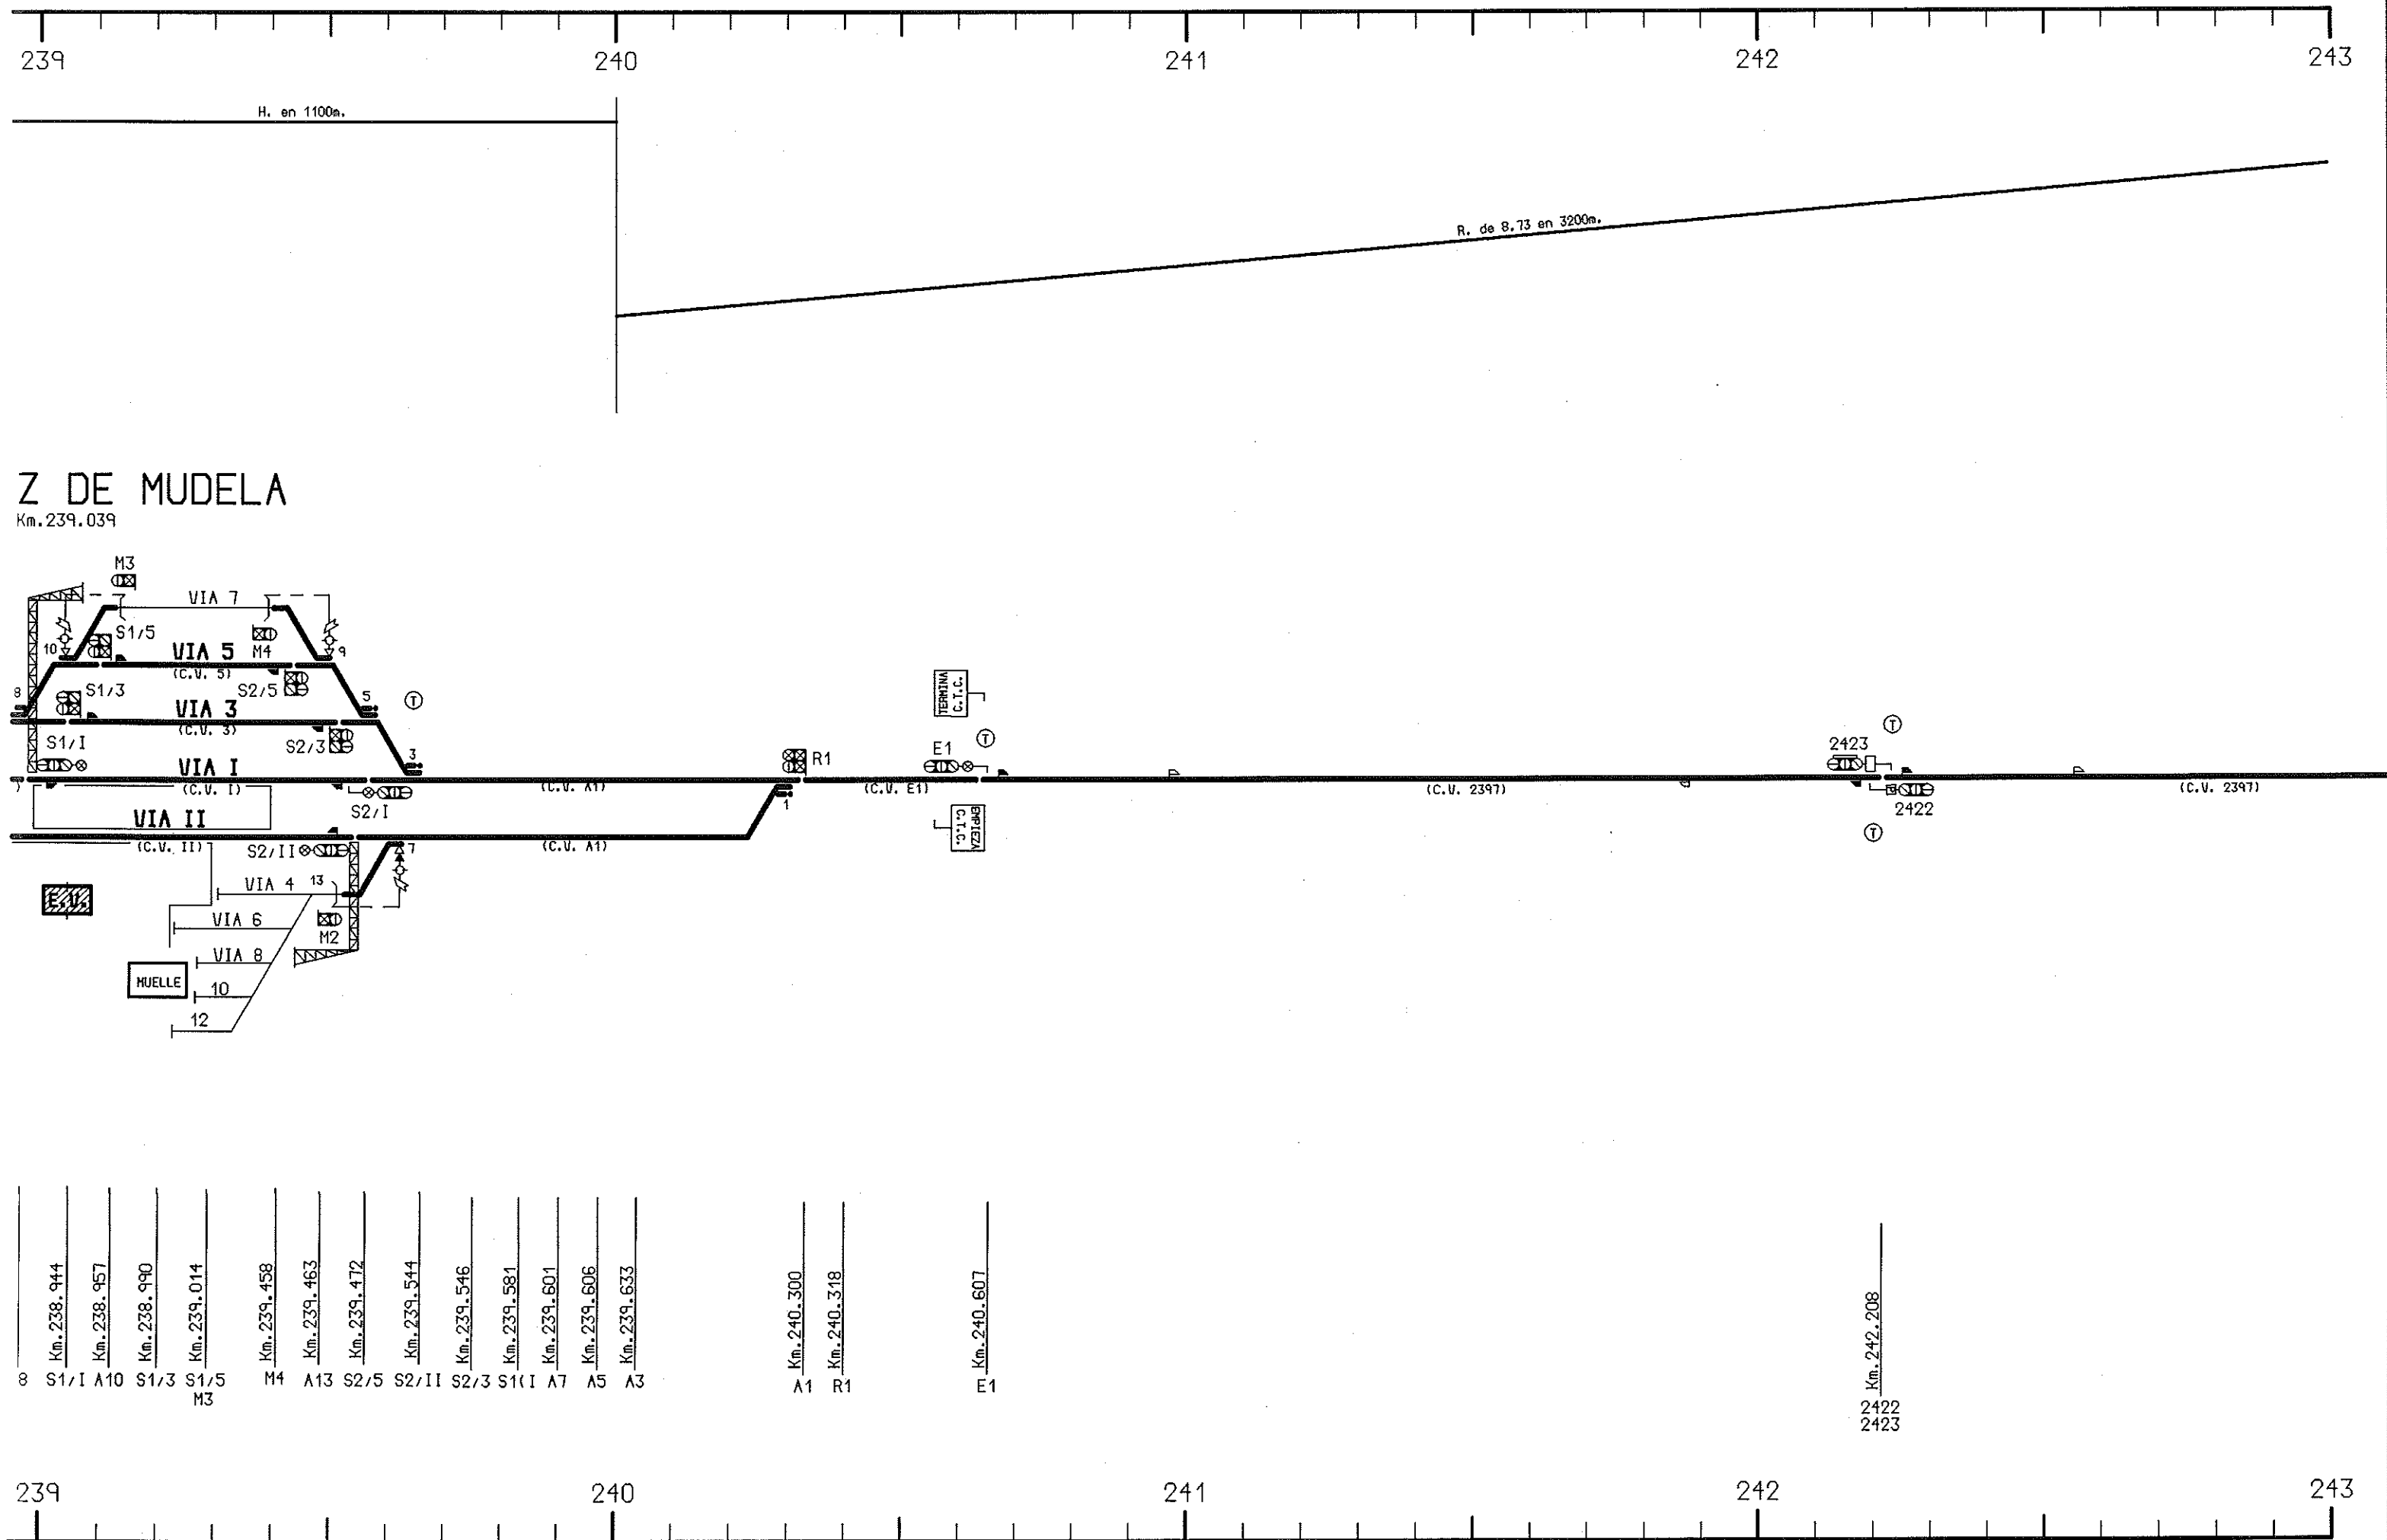 239 240 241 242 243
H. en 1100m.
R. de 8.73 en 3200m.
Z DE MUDELA
Km.239.039
M3
VIA 7
S1/5
10
VIA 5
M4
9
(C.V. 5)
8
S1/3
S2/5
5
T
VIA 3
(C.V. 3)
S1/I
S2/3
3
TERMINA
C.T.C.
T
T
VIA I
R1
E1
2423
(C.V. I)
(C.V. A1)
(C.V. E1)
(C.V. 2397)
(C.V. 2397)
S2/I
1
2422
VIA II
EMPIEZA
C.T.C.
T
(C.V. II)
S2/II
7
(C.V. A1)
E.V.
VIA 4
13
VIA 6
M2
VIA 8
MUELLE
10
12
8
Km.238.944
S1/I
Km.238.957
A10
Km.238.990
S1/3
Km.239.014
S1/5
M3
Km.239.458
M4
Km.239.463
A13
Km.239.472
S2/5
Km.239.544
S2/II
Km.239.546
S2/3
Km.239.581
S1(I
Km.239.601
A7
Km.239.606
A5
Km.239.633
A3
Km.240.300
A1
Km.240.318
R1
Km.240.607
E1
Km.242.208
2422
2423
239 240 241 242 243